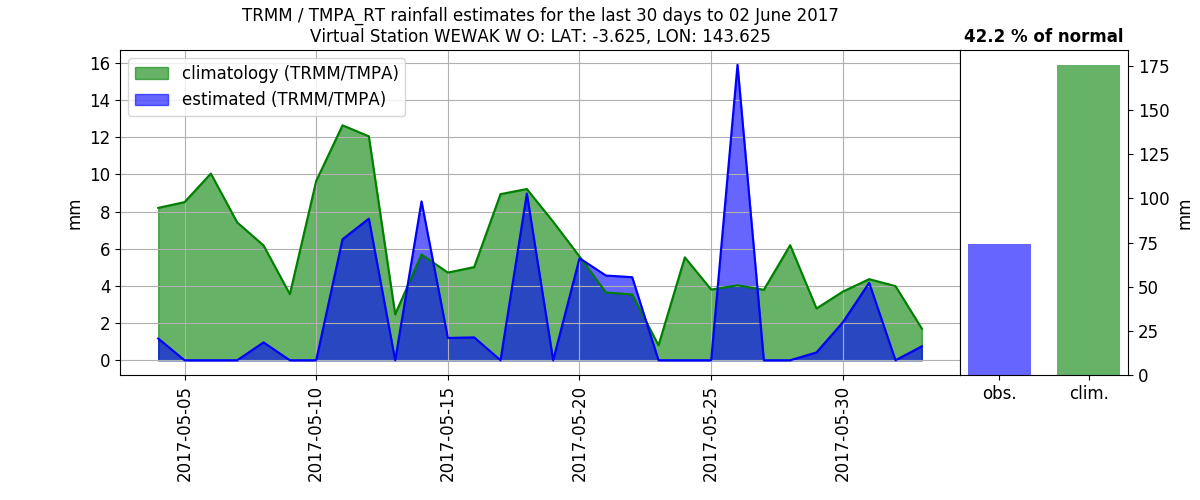 TRMM / TMPA_RT rainfall estimates for the last 30 days to 02 June 2017
Virtual Station WEWAK W O: LAT: -3.625, LON: 143.625
42.2 % of normal
climatology (TRMM/TMPA)
estimated (TRMM/TMPA)
mm
16
14
12
10
8
6
4
2
0
2017-05-05
2017-05-10
2017-05-15
2017-05-20
2017-05-25
2017-05-30
175
150
125
100
75
50
25
0
mm
obs.
clim.